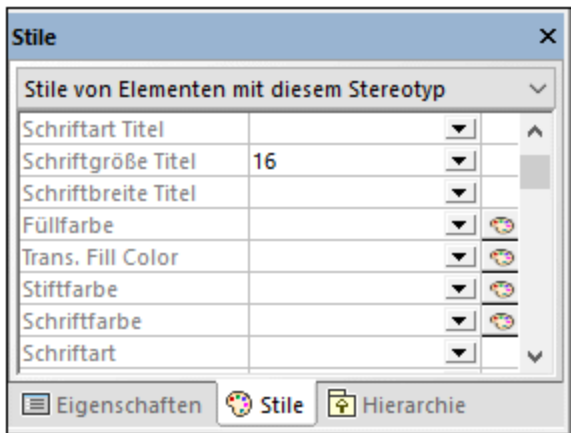 Stile
Stile von Elementen mit diesem Stereotyp
Schriftart Titel
Schriftgröße Titel 16
Schriftbreite Titel
Füllfarbe
Trans. Fill Color
Stiftfarbe
Schriftfarbe
Schriftart
Eigenschaften Stile Hierarchie